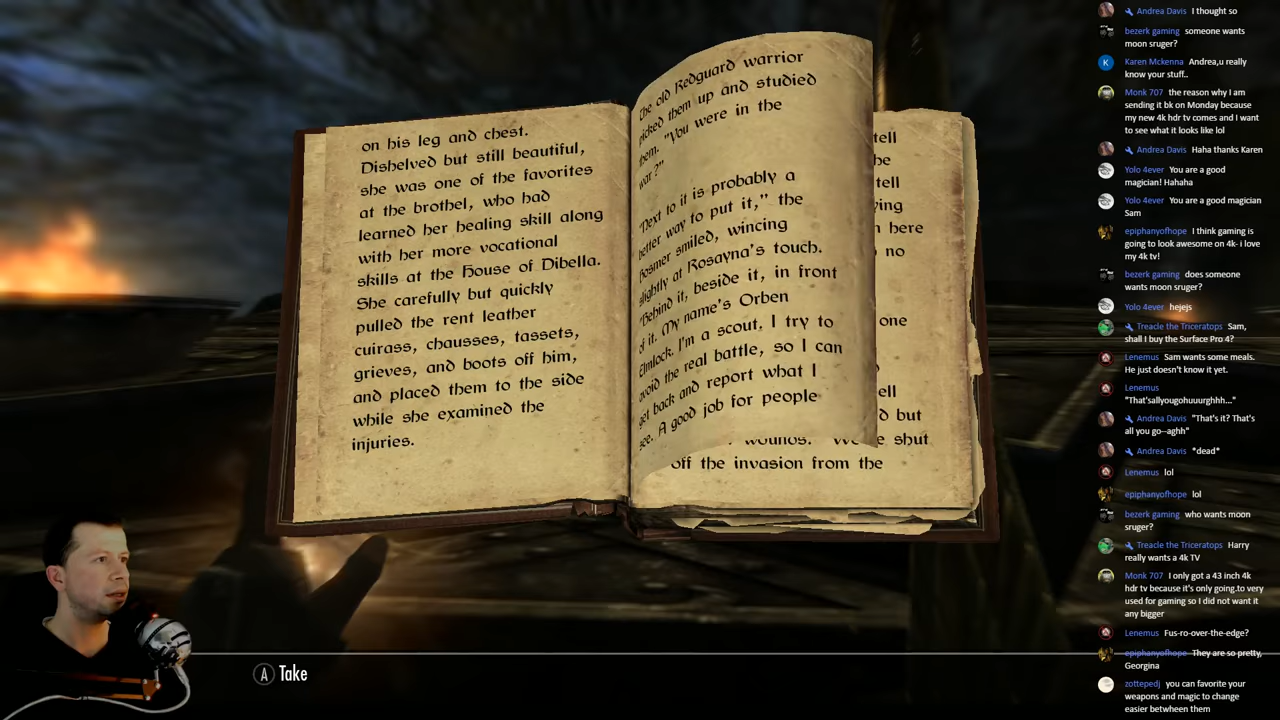 on his leg and chest.
Dishelved but still beautiful,
she was one of the favorites
at the brothel, who had
learned her healing skill along
with her more vocational
skills at the House of Dibella.
She carefully but quickly
pulled the rent leather
cuirass, chausses, tassets,
grieves, and boots off him,
and placed them to the side
while she examined the
injuries.
The old Redguard warrior
picked them up and studied
them. "You were in the
war?"
"Next to it is probably a
better way to put it," the
Bosmer smiled, wincing
slightly at Rosayna's touch.
"Behind it, beside it, in front
of it. My name's Orben
Elmlock. I'm a scout. I try to
avoid the real battle, so I can
get back and report what I
see. A good job for people
tell
tell
here
no
one
but
wounds. shut
off the invasion from the
A Take
Andrea Davis I thought so
bezerk gaming someone wants
moon sruger?
K Karen Mckenna Andrea,u really
know your stuff..
Monk 707 the reason why I am
sending it bk on Monday because
my new 4k hdr tv comes and I want
to see what it looks like lol
Andrea Davis Haha thanks Karen
Yolo 4ever You are a good
magician! Hahaha
Yolo 4ever You are a good magician
Sam
epiphanyofhope I think gaming is
going to look awesome on 4k- i love
my 4k tv!
bezerk gaming does someone
wants moon sruger?
Yolo 4ever hejejs
Treacle the Triceratops Sam,
shall I buy the Surface Pro 4?
Lenemus Sam wants some meals.
He just doesn't know it yet.
Lenemus
"That'sallyougohuuurghhh..."
Andrea Davis "That's it? That's
all you go--aghh"
Andrea Davis *dead*
Lenemus lol
epiphanyofhope lol
bezerk gaming who wants moon
sruger?
Treacle the Triceratops Harry
really wants a 4k TV
Monk 707 I only got a 43 inch 4k
hdr tv because it's only going.to very
used for gaming so I did not want it
any bigger
Lenemus Fus-ro-over-the-edge?
epiphanyofhope They are so pretty,
Georgina
zottepedj you can favorite your
weapons and magic to change
easier betwheen them